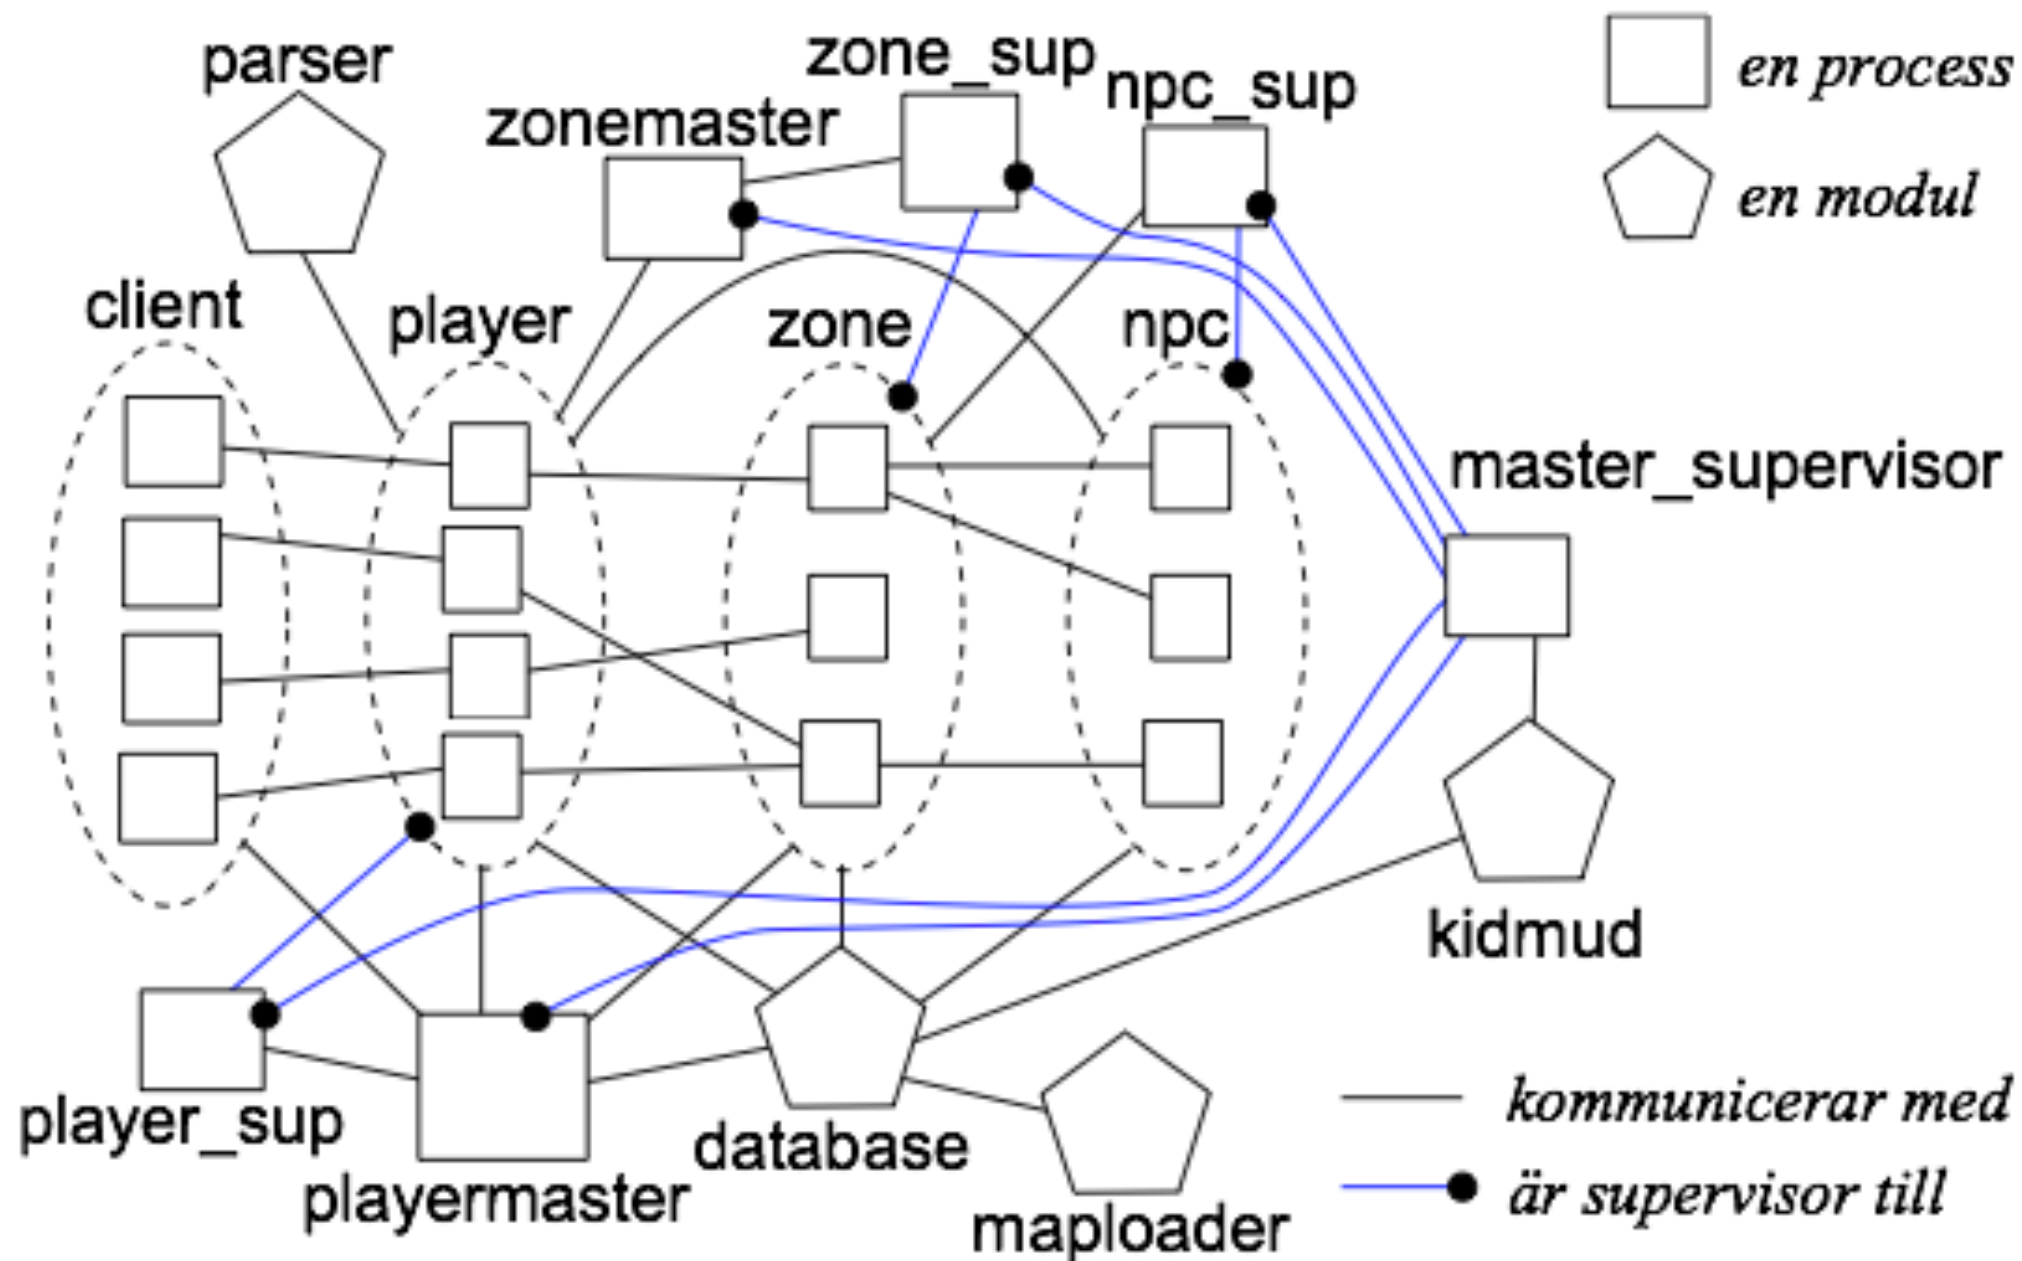 parser
zone_sup
npc_sup
zonemaster
en process
en modul
client
player
zone
npc
master_supervisor
kidmud
player_sup
playermaster
database
maploader
kommunicerar med
är supervisor till